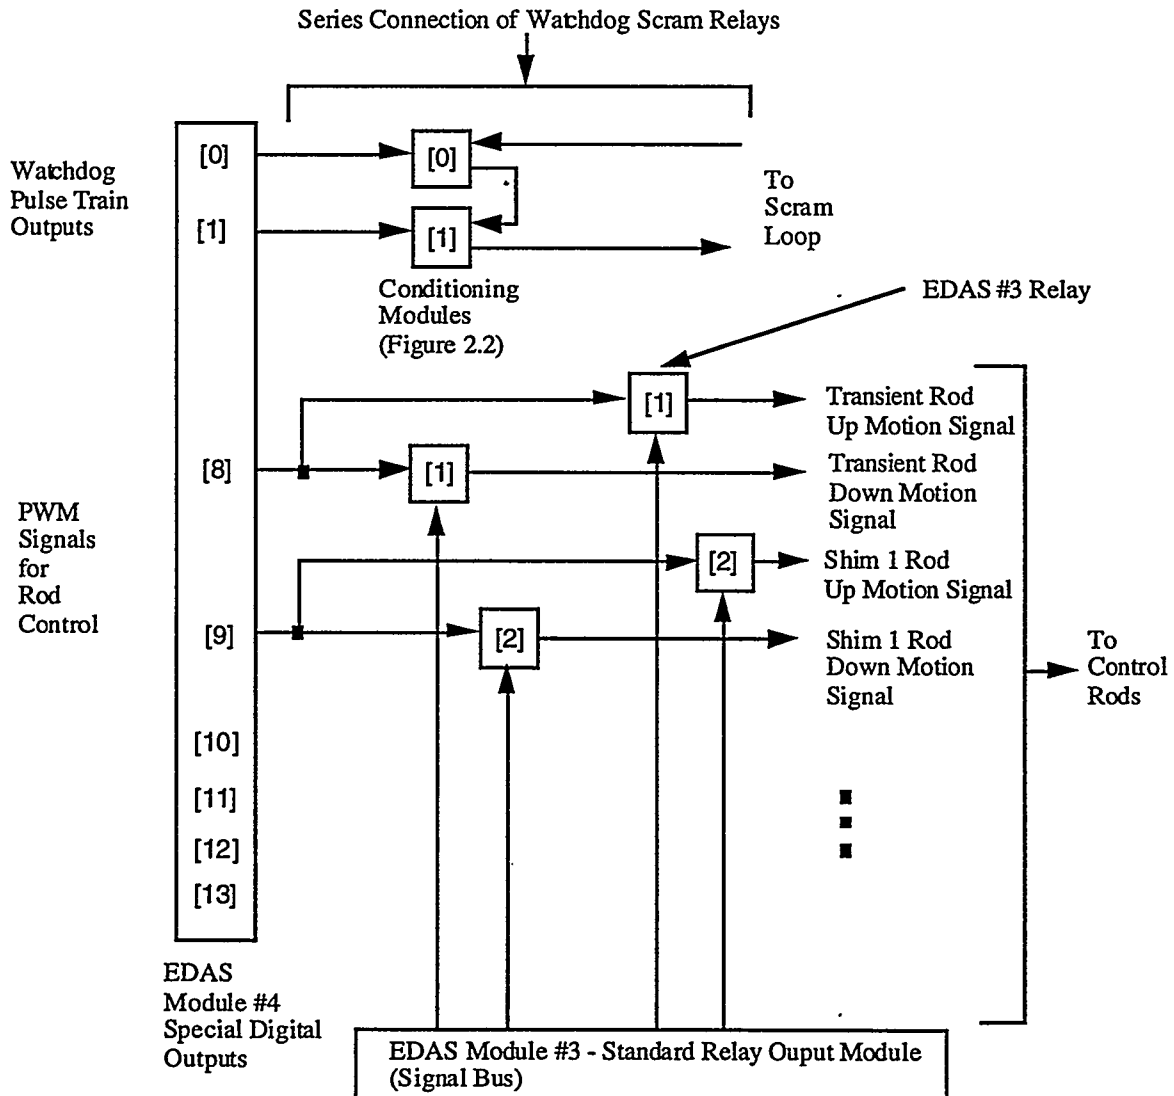 Series Connection of Watchdog Scram Relays
Watchdog
Pulse Train
Outputs
[0]
[1]
[0]
[1]
To
Scram
Loop
Conditioning
Modules
(Figure 2.2)
EDAS #3 Relay
PWM
Signals
for
Rod
Control
[8]
[9]
[10]
[11]
[12]
[13]
[1]
[1]
[2]
[2]
Transient Rod
Up Motion Signal
Transient Rod
Down Motion
Signal
Shim 1 Rod
Up Motion Signal
Shim 1 Rod
Down Motion
Signal
To
Control
Rods
EDAS
Module #4
Special Digital
Outputs
EDAS Module #3 - Standard Relay Ouput Module
(Signal Bus)